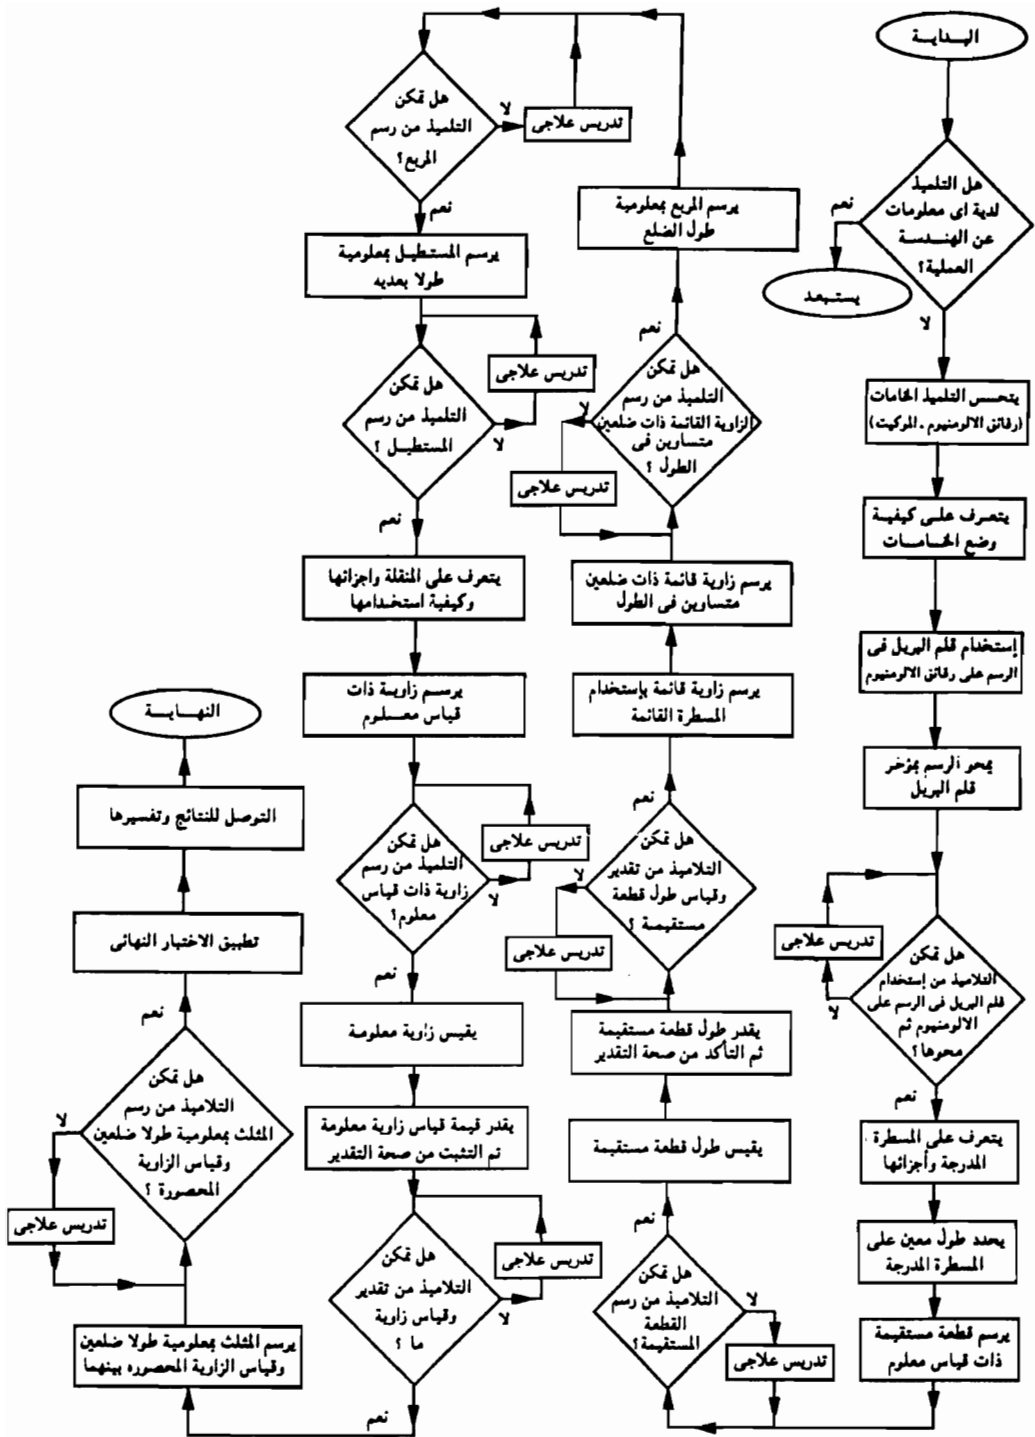 البـدايـة
هل التلميذ
لدية اى معلومات
عن الهندسة
العملية؟
نعم
يستبعد
لا
يتحسس التلميذ الخامات
(رقائق الالومنيوم ـ الموكيت)
يتعرف على كيفية
وضع الخامات
إستخدام قلم البريل فى
الرسم على رقائق الالومنيوم
يمحو الرسم بمؤخر
قلم البريل
هل تمكن
التلاميذ من إستخدام
قلم البريل فى الرسم على
الالومنيوم ثم
محوها؟
لا
تدريس علاجى
نعم
يتعرف على المسطرة
المدرجة وأجزائها
يحدد طول معين على
المسطرة المدرجة
يرسم قطعة مستقيمة
ذات قياس معلوم
هل تمكن
التلاميذ من رسم
القطعة
المستقيمة؟
لا
تدريس علاجى
نعم
يقيس طول قطعة مستقيمة
يقدر طول قطعة مستقيمة
ثم التأكد من صحة التقدير
هل تمكن
التلاميذ من تقدير
وقياس طول قطعة
مستقيمة ؟
لا
تدريس علاجى
نعم
يرسم زاوية قائمة بإستخدام
المسطرة القائمة
يرسم زاوية قائمة ذات ضلعين
متساوين فى الطول
هل تمكن
التلميذ من رسم
الزاوية القائمة ذات ضلعين
متساوين فى
الطول ؟
لا
تدريس علاجى
نعم
يرسم المربع بمعلومية
طول الضلع
هل تمكن
التلميذ من رسم
المربع؟
لا
تدريس علاجى
نعم
يرسم المستطيل بمعلومية
طولا بعديه
هل تمكن
التلميذ من رسم
المستطيل ؟
لا
تدريس علاجى
نعم
يتعرف على المنقلة واجزائها
وكيفية استخدامها
يرسم زاوية ذات
قياس معلوم
هل تمكن
التلميذ من رسم
زاوية ذات قياس
معلوم؟
لا
تدريس علاجى
نعم
يقيس زاوية معلومة
يقدر قيمة قياس زاوية معلومة
ثم التثبت من صحة التقدير
هل تمكن
التلاميذ من تقدير
وقياس زاوية
ما ؟
لا
تدريس علاجى
نعم
يرسم المثلث بمعلومية طولا ضلعين
وقياس الزاوية المحصوره بينهما
هل تمكن
التلاميذ من رسم
المثلث بمعلومية طولا ضلعين
وقياس الزاوية
المحصورة ؟
لا
تدريس علاجى
نعم
تطبيق الاختبار النهائى
التوصل للنتائج وتفسيرها
النهـايـة